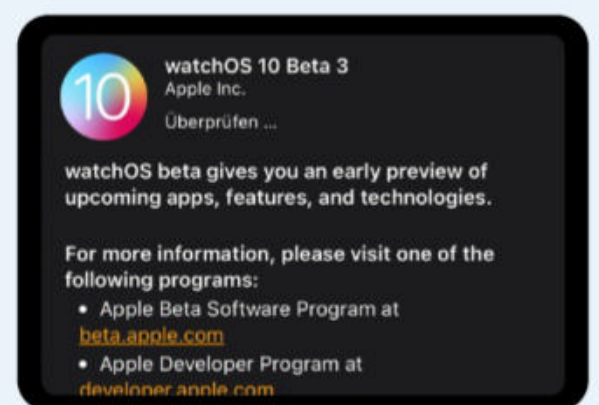 10
watchOS 10 Beta 3
Apple Inc.
Überprüfen ...
watchOS beta gives you an early preview of
upcoming apps, features, and technologies.
For more information, please visit one of the
following programs:
• Apple Beta Software Program at
beta.apple.com
• Apple Developer Program at
developer.apple.com